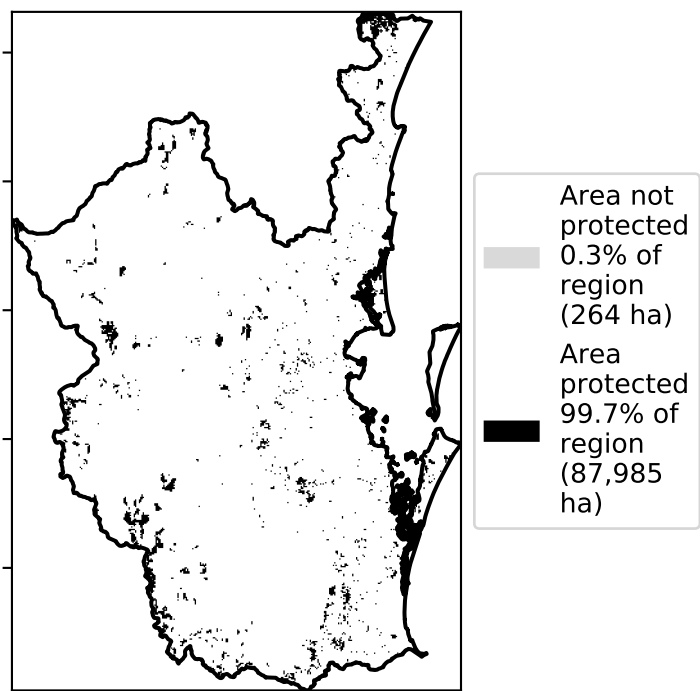 Area not
protected
0.3% of
region
(264 ha)
Area
protected
99.7% of
region
(87,985
ha)